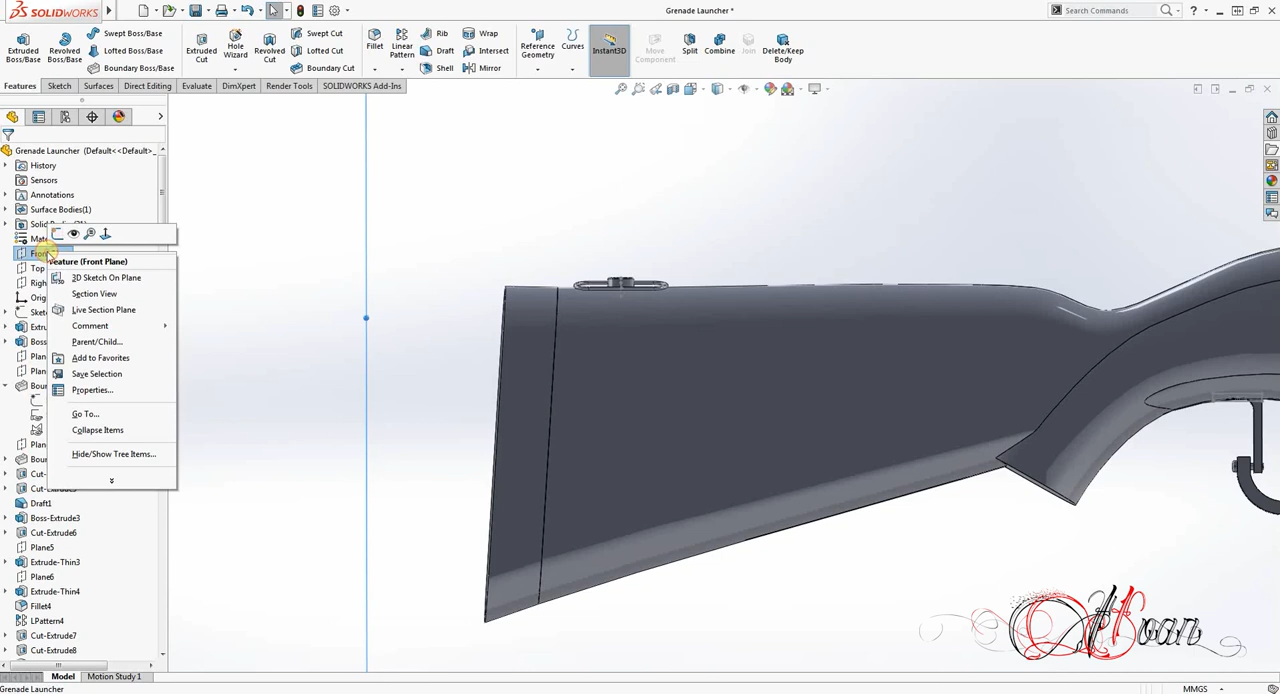 SOLIDWORKS
Grenade Launcher *
Search Commands
Extruded Boss/Base
Revolved Boss/Base
Swept Boss/Base
Lofted Boss/Base
Boundary Boss/Base
Extruded Cut
Hole Wizard
Revolved Cut
Swept Cut
Lofted Cut
Boundary Cut
Fillet
Linear Pattern
Rib
Draft
Shell
Wrap
Intersect
Mirror
Reference Geometry
Curves
Instant3D
Move Component
Split
Combine
Join
Delete/Keep Body
Features
Sketch
Surfaces
Direct Editing
Evaluate
DimXpert
Render Tools
SOLIDWORKS Add-Ins
Grenade Launcher (Default<<Default>_
History
Sensors
Annotations
Surface Bodies(1)
Feature (Front Plane)
3D Sketch On Plane
Section View
Live Section Plane
Comment
Parent/Child...
Add to Favorites
Save Selection
Properties...
Go To...
Collapse Items
Hide/Show Tree Items...
Top
Draft1
Boss-Extrude3
Cut-Extrude6
Plane5
Extrude-Thin3
Plane6
Extrude-Thin4
Fillet4
LPattern4
Cut-Extrude7
Cut-Extrude8
Model
Motion Study 1
Grenade Launcher
MMGS